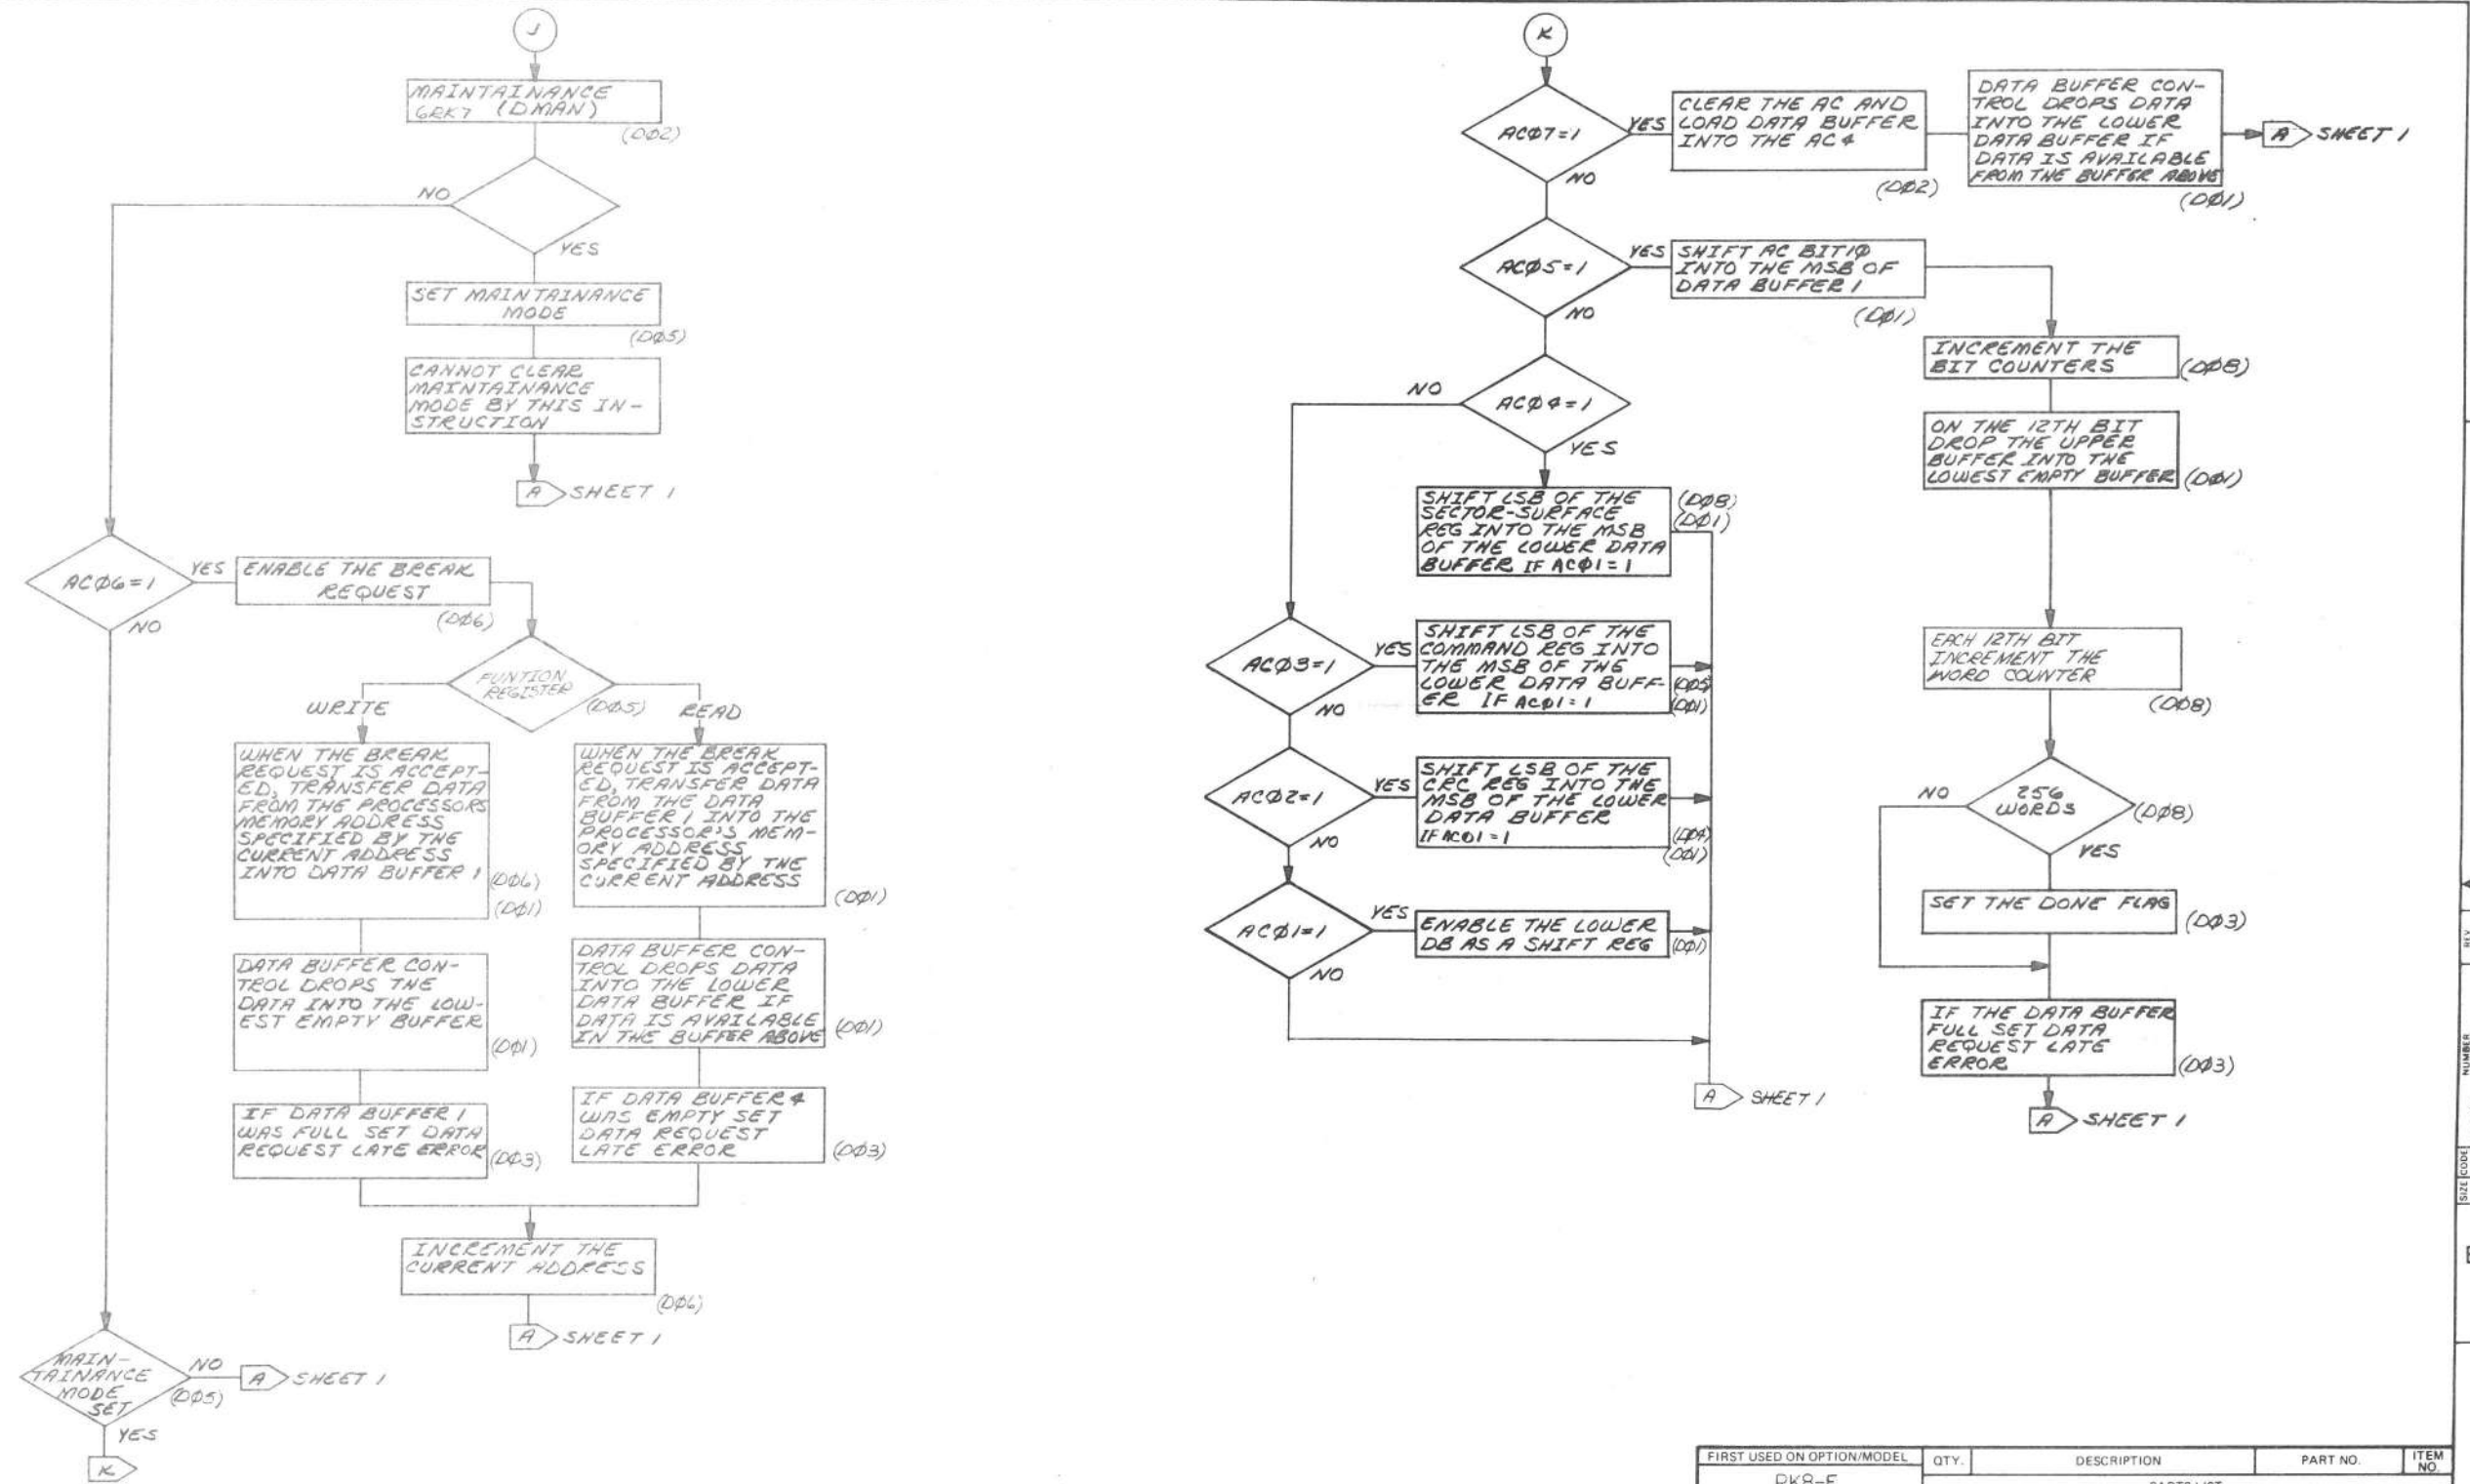 J
MAINTAINANCE
6RK7 (DMAN)
(DØ2)
NO
YES
SET MAINTAINANCE
MODE
(DØ5)
CANNOT CLEAR
MAINTAINANCE
MODE BY THIS IN-
STRUCTION
A SHEET 1
ACØ6=1
YES
NO
ENABLE THE BREAK
REQUEST
(DØ6)
FUNTION
REGISTER
(DØ5)
WRITE
READ
WHEN THE BREAK
REQUEST IS ACCEPT-
ED, TRANSFER DATA
FROM THE PROCESSORS
MEMORY ADDRESS
SPECIFIED BY THE
CURRENT ADDRESS
INTO DATA BUFFER 1
(DØ6)
(DØ1)
WHEN THE BREAK
REQUEST IS ACCEPT-
ED, TRANSFER DATA
FROM THE DATA
BUFFER 1 INTO THE
PROCESSOR'S MEM-
ORY ADDRESS
SPECIFIED BY THE
CURRENT ADDRESS
(DØ1)
DATA BUFFER CON-
TROL DROPS THE
DATA INTO THE LOW-
EST EMPTY BUFFER
(DØ1)
DATA BUFFER CON-
TROL DROPS DATA
INTO THE LOWER
DATA BUFFER IF
DATA IS AVAILABLE
IN THE BUFFER ABOVE
(DØ1)
IF DATA BUFFER 1
WAS FULL SET DATA
REQUEST LATE ERROR
(DØ3)
IF DATA BUFFER 4
WAS EMPTY SET
DATA REQUEST
LATE ERROR
(DØ3)
INCREMENT THE
CURRENT ADDRESS
(DØ6)
A SHEET 1
MAIN-
TAINANCE
MODE
SET
(DØ5)
NO
A SHEET 1
YES
K
K
ACØ7=1
YES
NO
CLEAR THE AC AND
LOAD DATA BUFFER
INTO THE AC 4
(DØ2)
DATA BUFFER CON-
TROL DROPS DATA
INTO THE LOWER
DATA BUFFER IF
DATA IS AVAILABLE
FROM THE BUFFER ABOVE
(DØ1)
A SHEET 1
ACØ5=1
YES
NO
SHIFT AC BIT 1Ø
INTO THE MSB OF
DATA BUFFER 1
(DØ1)
INCREMENT THE
BIT COUNTERS
(DØ8)
ON THE 12TH BIT
DROP THE UPPER
BUFFER INTO THE
LOWEST EMPTY BUFFER
(DØ1)
EACH 12TH BIT
INCREMENT THE
WORD COUNTER
(DØ8)
256
WORDS
(DØ8)
NO
YES
SET THE DONE FLAG
(DØ3)
IF THE DATA BUFFER
FULL SET DATA
REQUEST LATE
ERROR
(DØ3)
A SHEET 1
ACØ4=1
NO
YES
SHIFT LSB OF THE
SECTOR-SURFACE
REG INTO THE MSB
OF THE LOWER DATA
BUFFER IF ACØ1=1
(DØ8)
(DØ1)
ACØ3=1
YES
NO
SHIFT LSB OF THE
COMMAND REG INTO
THE MSB OF THE
LOWER DATA BUFF-
ER IF ACØ1=1
(DØ5)
(DØ1)
ACØ2=1
YES
NO
SHIFT LSB OF THE
CRC REG INTO THE
MSB OF THE LOWER
DATA BUFFER
IF ACØ1=1
(DØ4)
(DØ1)
ACØ1=1
YES
NO
ENABLE THE LOWER
DB AS A SHIFT REG
(DØ1)
A SHEET 1
REV
NUMBER
SIZE CODE
FIRST USED ON OPTION/MODEL
QTY.
DESCRIPTION
PART NO.
ITEM
NO.
RK8-E